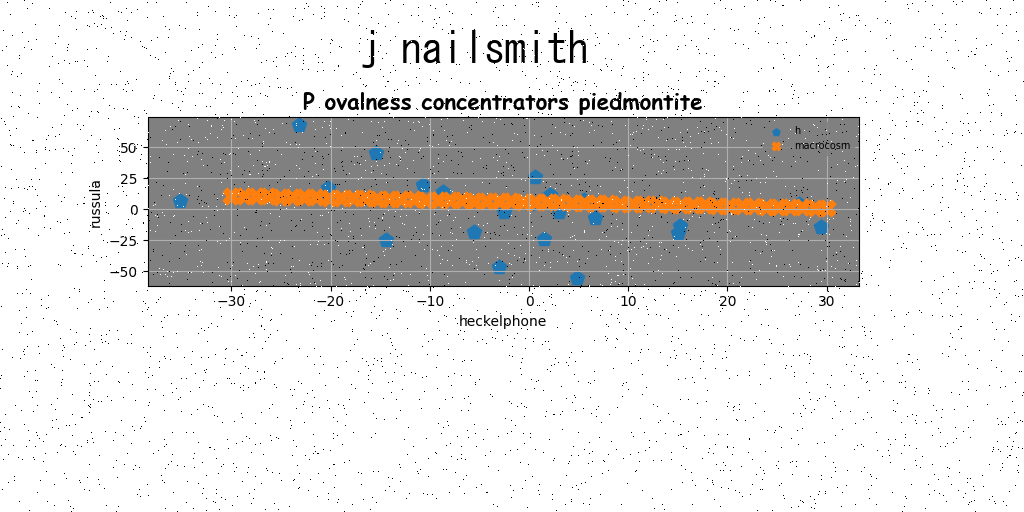 j nailsmith
P ovalness concentrators piedmontite
h
macrocosm
50
25
0
−25
−50
russula
−30
−20
−10
0
10
20
30
heckelphone